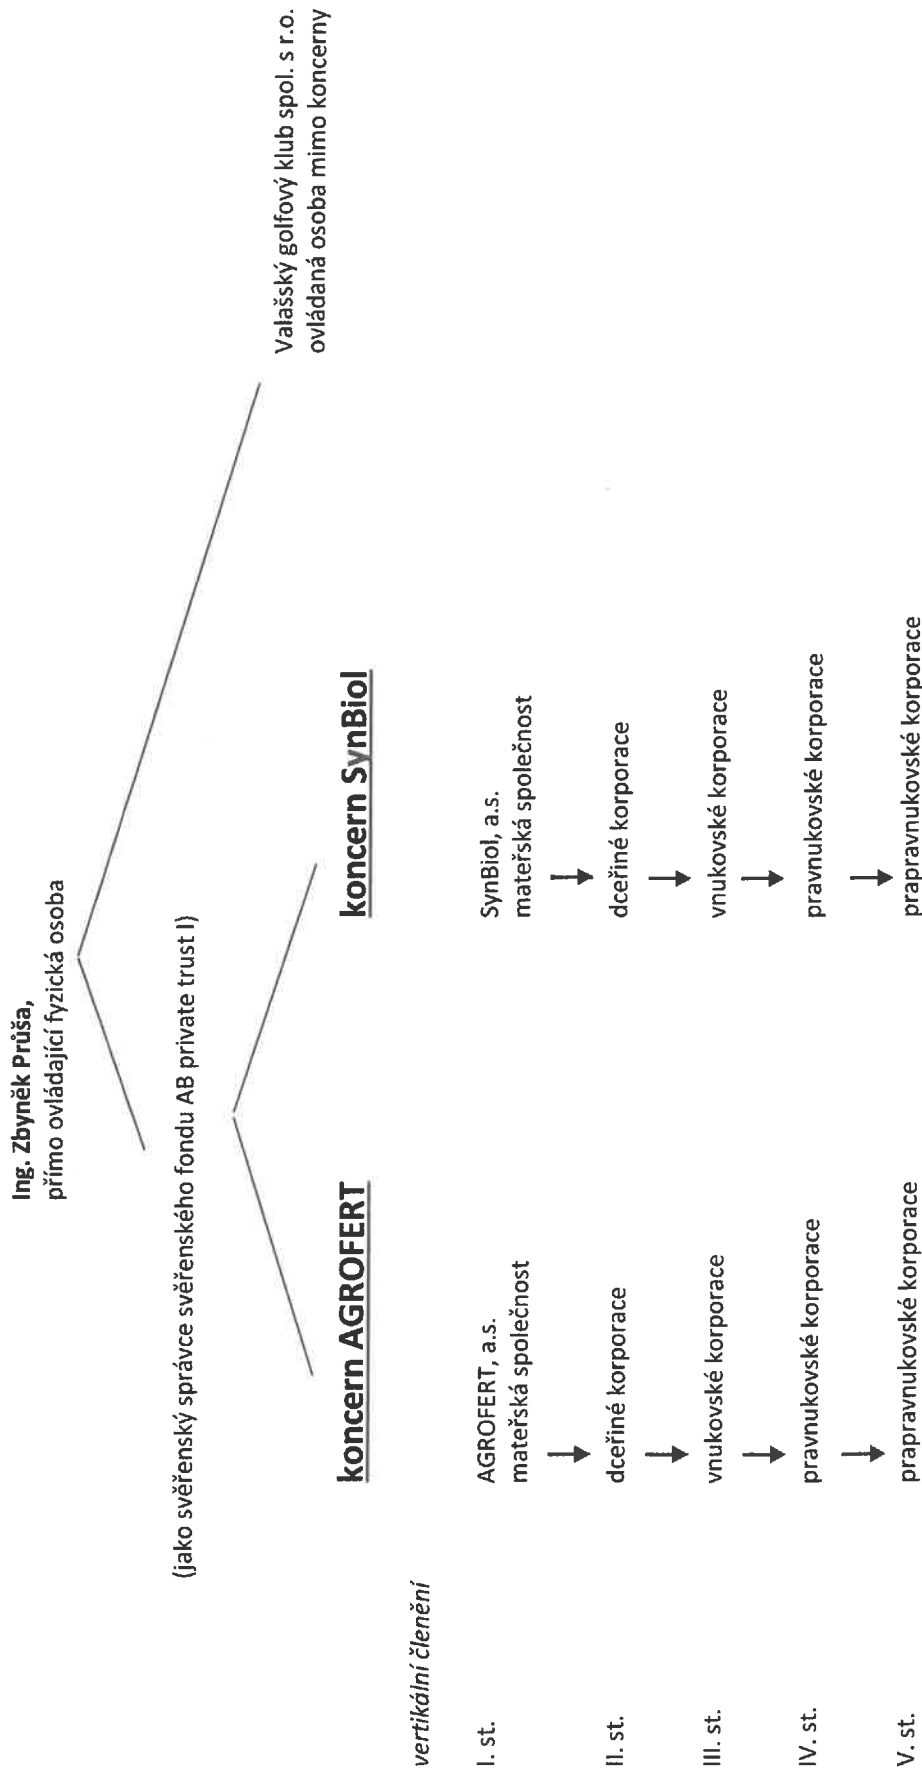 Ing. Zbyněk Průša,
přímo ovládající fyzická osoba
(jako svěřenský správce svěřenského fondu AB private trust I)
Valašský golfový klub spol. s r.o.
ovládaná osoba mimo koncerny
koncern AGROFERT
koncern SynBiol
vertikální členění
I. st.
AGROFERT, a.s.
mateřská společnost
SynBiol, a.s.
mateřská společnost
II. st.
dceřiné korporace
dceřiné korporace
III. st.
vnukovské korporace
vnukovské korporace
IV. st.
pravnukovské korporace
pravnukovské korporace
V. st.
prapravnukovské korporace
prapravnukovské korporace